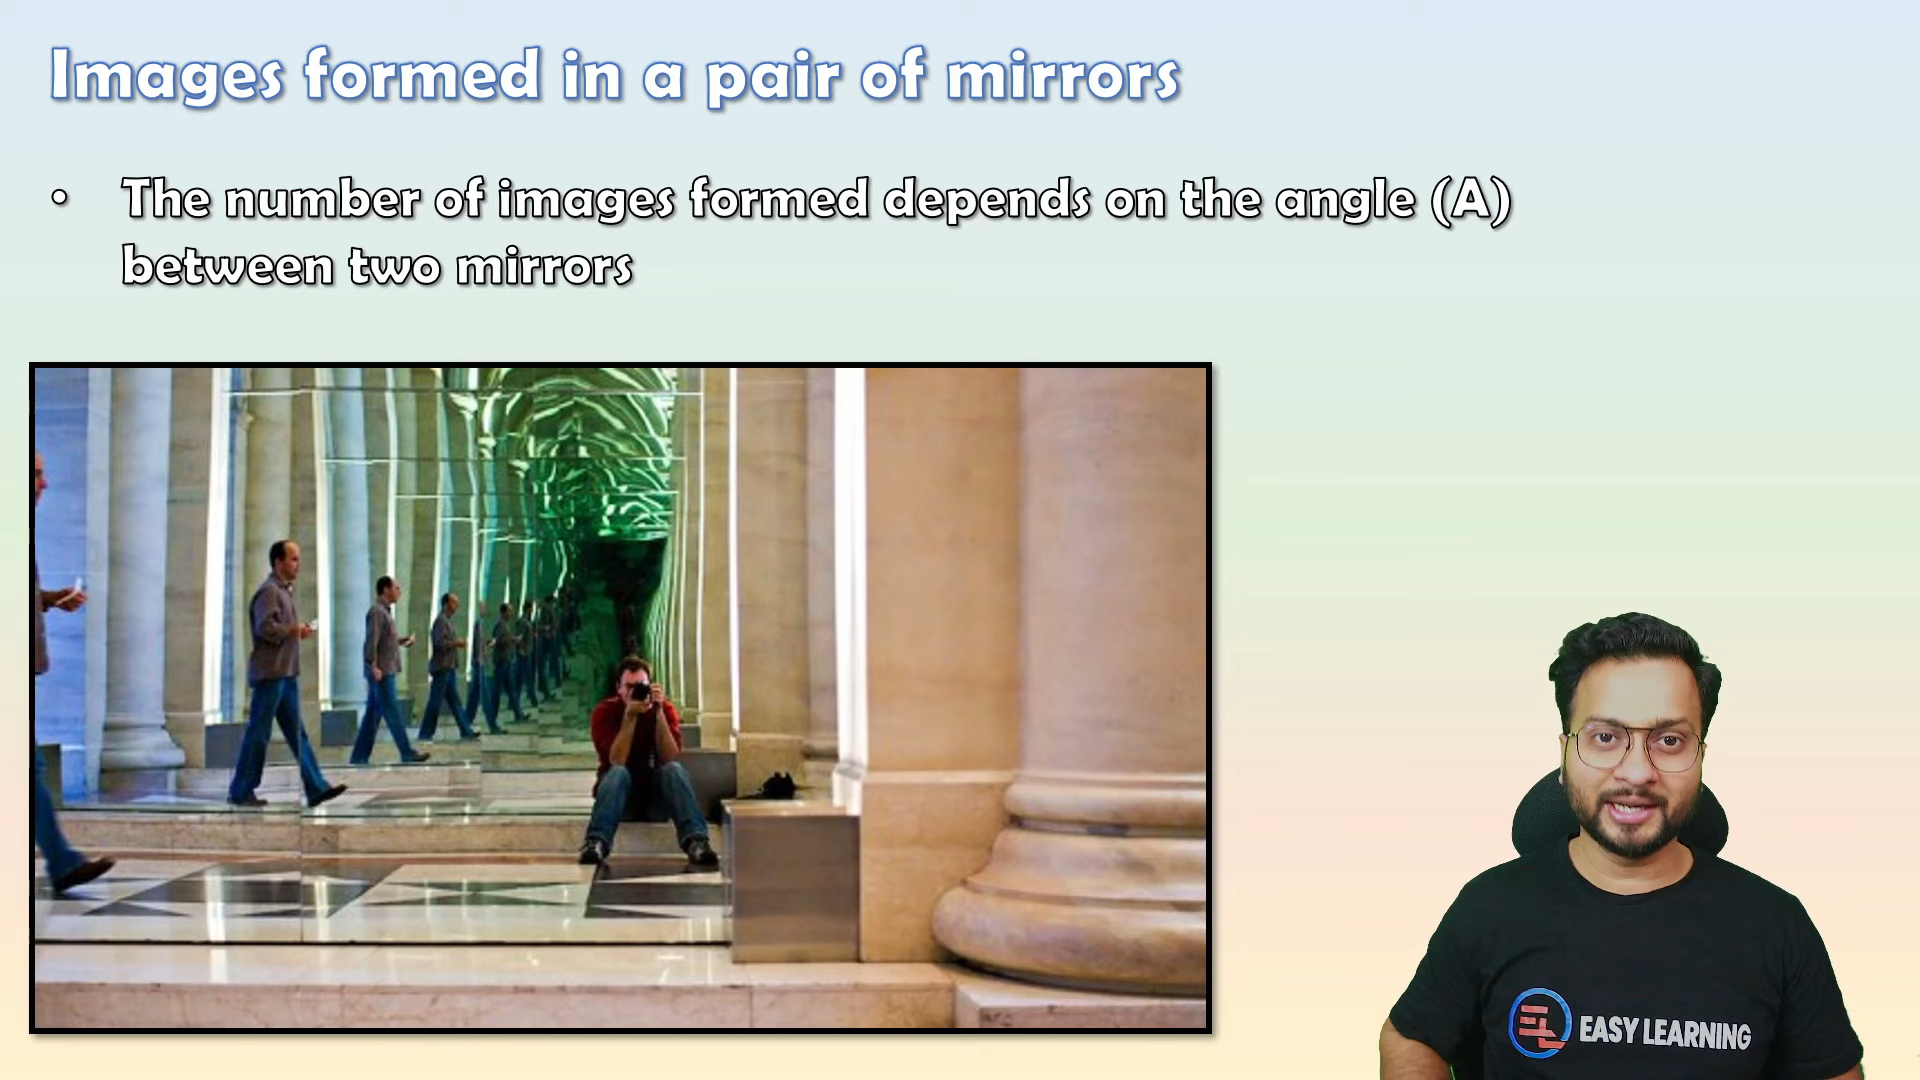 Images formed in a pair of mirrors
• The number of images formed depends on the angle (A)
between two mirrors
EL EASY LEARNING